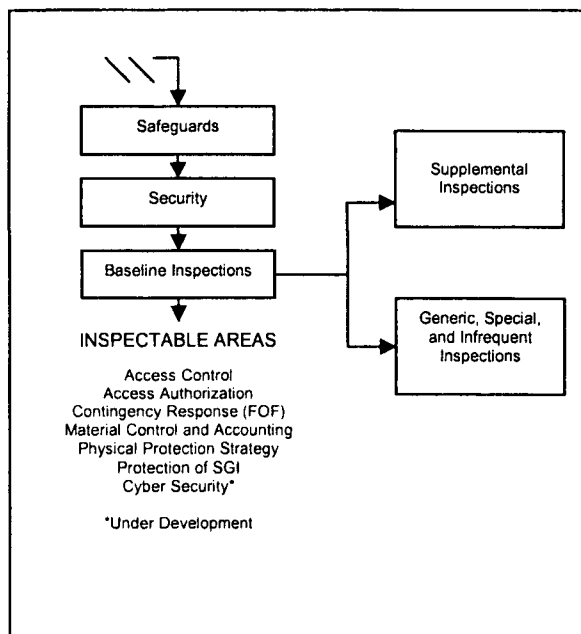 Safeguards
Security
Baseline Inspections
INSPECTABLE AREAS
Access Control
Access Authorization
Contingency Response (FOF)
Material Control and Accounting
Physical Protection Strategy
Protection of SGI
Cyber Security*
*Under Development
Supplemental
Inspections
Generic, Special,
and Infrequent
Inspections